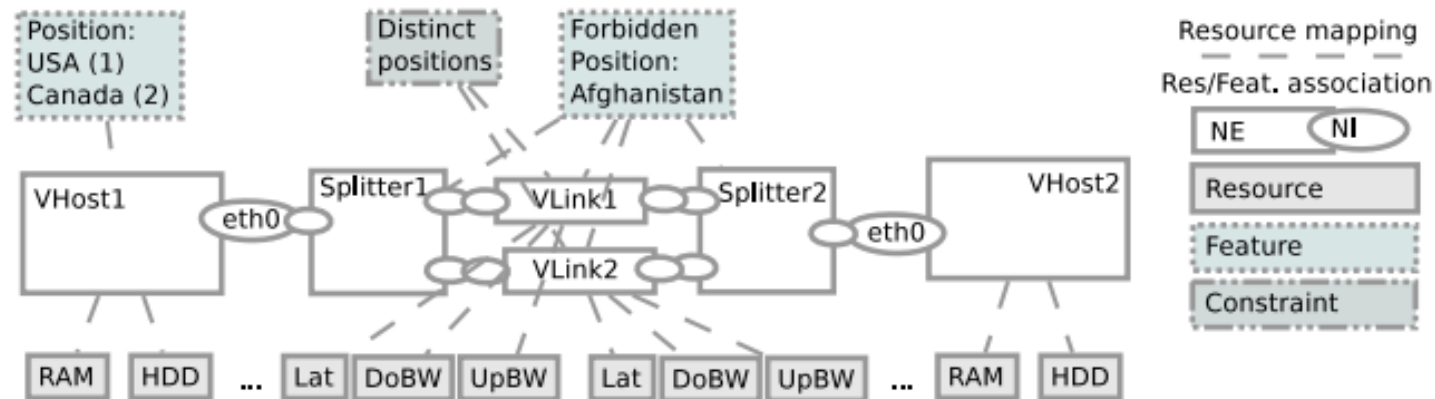 Position:
USA (1)
Canada (2)
Distinct
positions
Forbidden
Position:
Afghanistan
Resource mapping
Res/Feat. association
NE
NI
Resource
Feature
Constraint
VHost1
eth0
Splitter1
VLink1
VLink2
Splitter2
eth0
VHost2
RAM
HDD
...
Lat
DoBW
UpBW
Lat
DoBW
UpBW
...
RAM
HDD